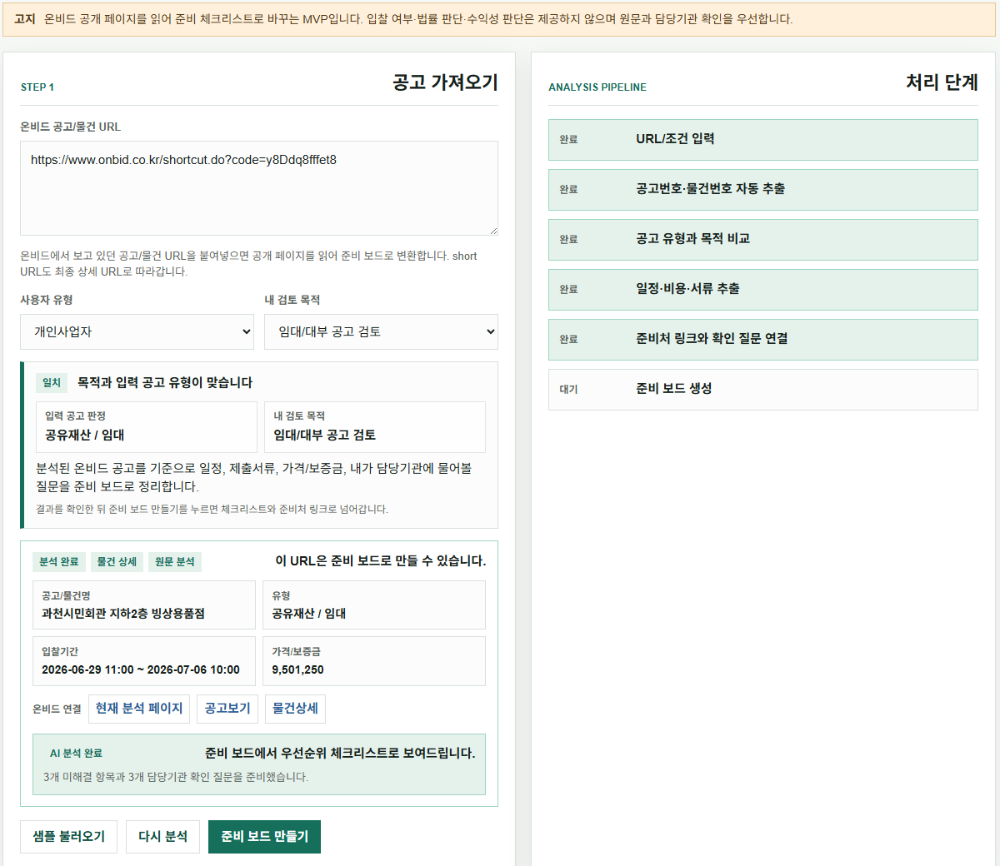 고지 온비드 공개 페이지를 읽어 준비 체크리스트로 바꾸는 MVP입니다. 입찰 여부·법률 판단·수익성 판단은 제공하지 않으며 원문과 담당기관 확인을 우선합니다.
STEP 1
공고 가져오기
온비드 공고/물건 URL
https://www.onbid.co.kr/shortcut.do?code=y8Ddq8fffet8
온비드에서 보고 있던 공고/물건 URL을 붙여넣으면 공개 페이지를 읽어 준비 보드로 변환합니다. short
URL도 최종 상세 URL로 따라갑니다.
사용자 유형
내 검토 목적
개인사업자
임대/대부 공고 검토
일치 목적과 입력 공고 유형이 맞습니다
입력 공고 판정
공유재산 / 임대
내 검토 목적
임대/대부 공고 검토
분석된 온비드 공고를 기준으로 일정, 제출서류, 가격/보증금, 내가 담당기관에 물어볼
질문을 준비 보드로 정리합니다.
결과를 확인한 뒤 준비 보드 만들기를 누르면 체크리스트와 준비처 링크로 넘어갑니다.
분석 완료 물건 상세 원문 분석
이 URL은 준비 보드로 만들 수 있습니다.
공고/물건명
과천시민회관 지하2층 빙상용품점
유형
공유재산 / 임대
입찰기간
2026-06-29 11:00 ~ 2026-07-06 10:00
가격/보증금
9,501,250
온비드 연결 현재 분석 페이지 공고보기 물건상세
AI 분석 완료
준비 보드에서 우선순위 체크리스트로 보여드립니다.
3개 미해결 항목과 3개 담당기관 확인 질문을 준비했습니다.
샘플 불러오기 다시 분석 준비 보드 만들기
ANALYSIS PIPELINE
처리 단계
완료 URL/조건 입력
완료 공고번호·물건번호 자동 추출
완료 공고 유형과 목적 비교
완료 일정·비용·서류 추출
완료 준비처 링크와 확인 질문 연결
대기 준비 보드 생성